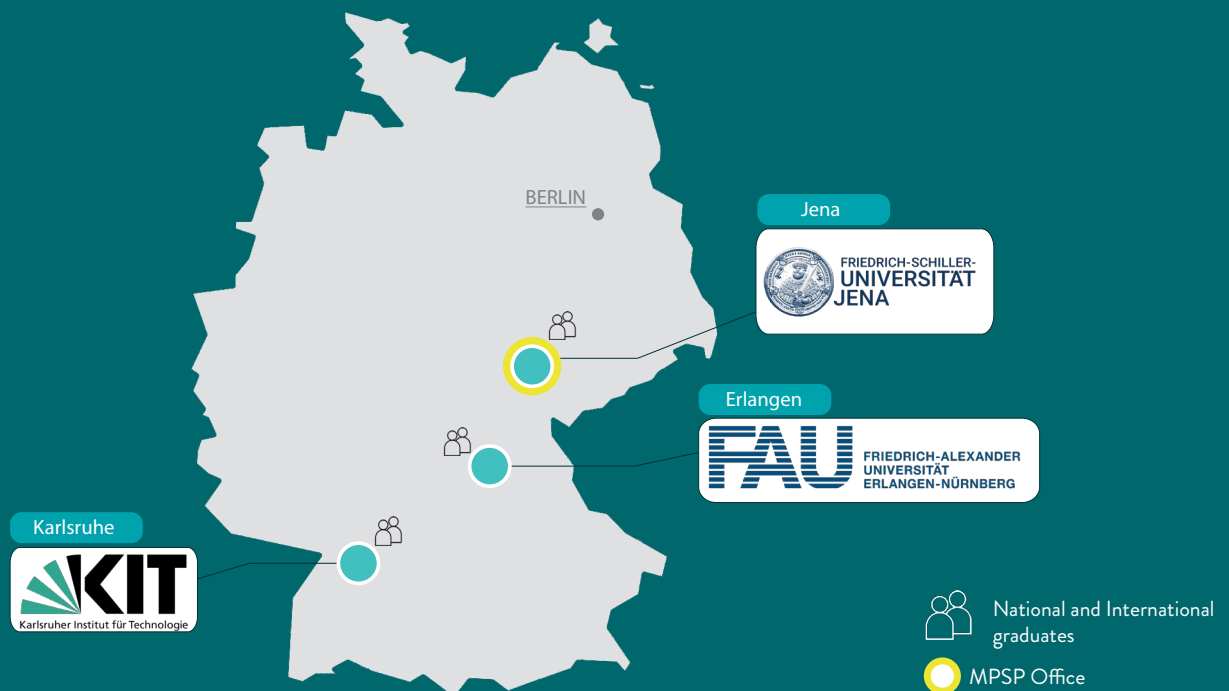 BERLIN
Jena
FRIEDRICH-SCHILLER-
UNIVERSITÄT
JENA
Erlangen
FAU
FRIEDRICH-ALEXANDER
UNIVERSITÄT
ERLANGEN-NÜRNBERG
Karlsruhe
KIT
Karlsruher Institut für Technologie
National and International
graduates
MPSP Office